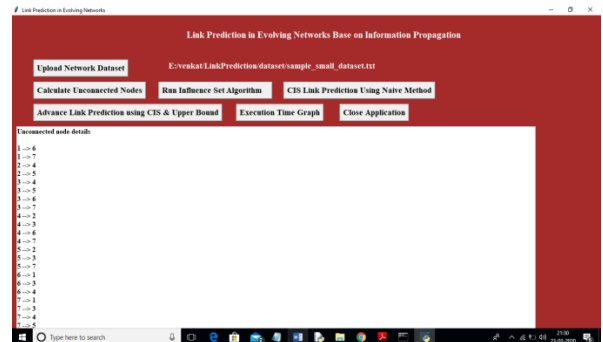 Link Prediction in Evolving Networks
Link Prediction in Evolving Networks Base on Information Propagation
Upload Network Dataset
E:/venkat/LinkPrediction/dataset/sample_small_dataset.txt
Calculate Unconnected Nodes
Run Influence Set Algorithm
CIS Link Prediction Using Naive Method
Advance Link Prediction using CIS & Upper Bound
Execution Time Graph
Close Application
Unconnected node details
1 --> 6
1 --> 7
2 --> 4
2 --> 5
3 --> 4
3 --> 5
3 --> 6
3 --> 7
4 --> 2
4 --> 3
4 --> 6
4 --> 7
5 --> 2
5 --> 3
5 --> 7
6 --> 1
6 --> 3
6 --> 4
7 --> 1
7 --> 3
7 --> 4
7 --> 5
Type here to search
21:30